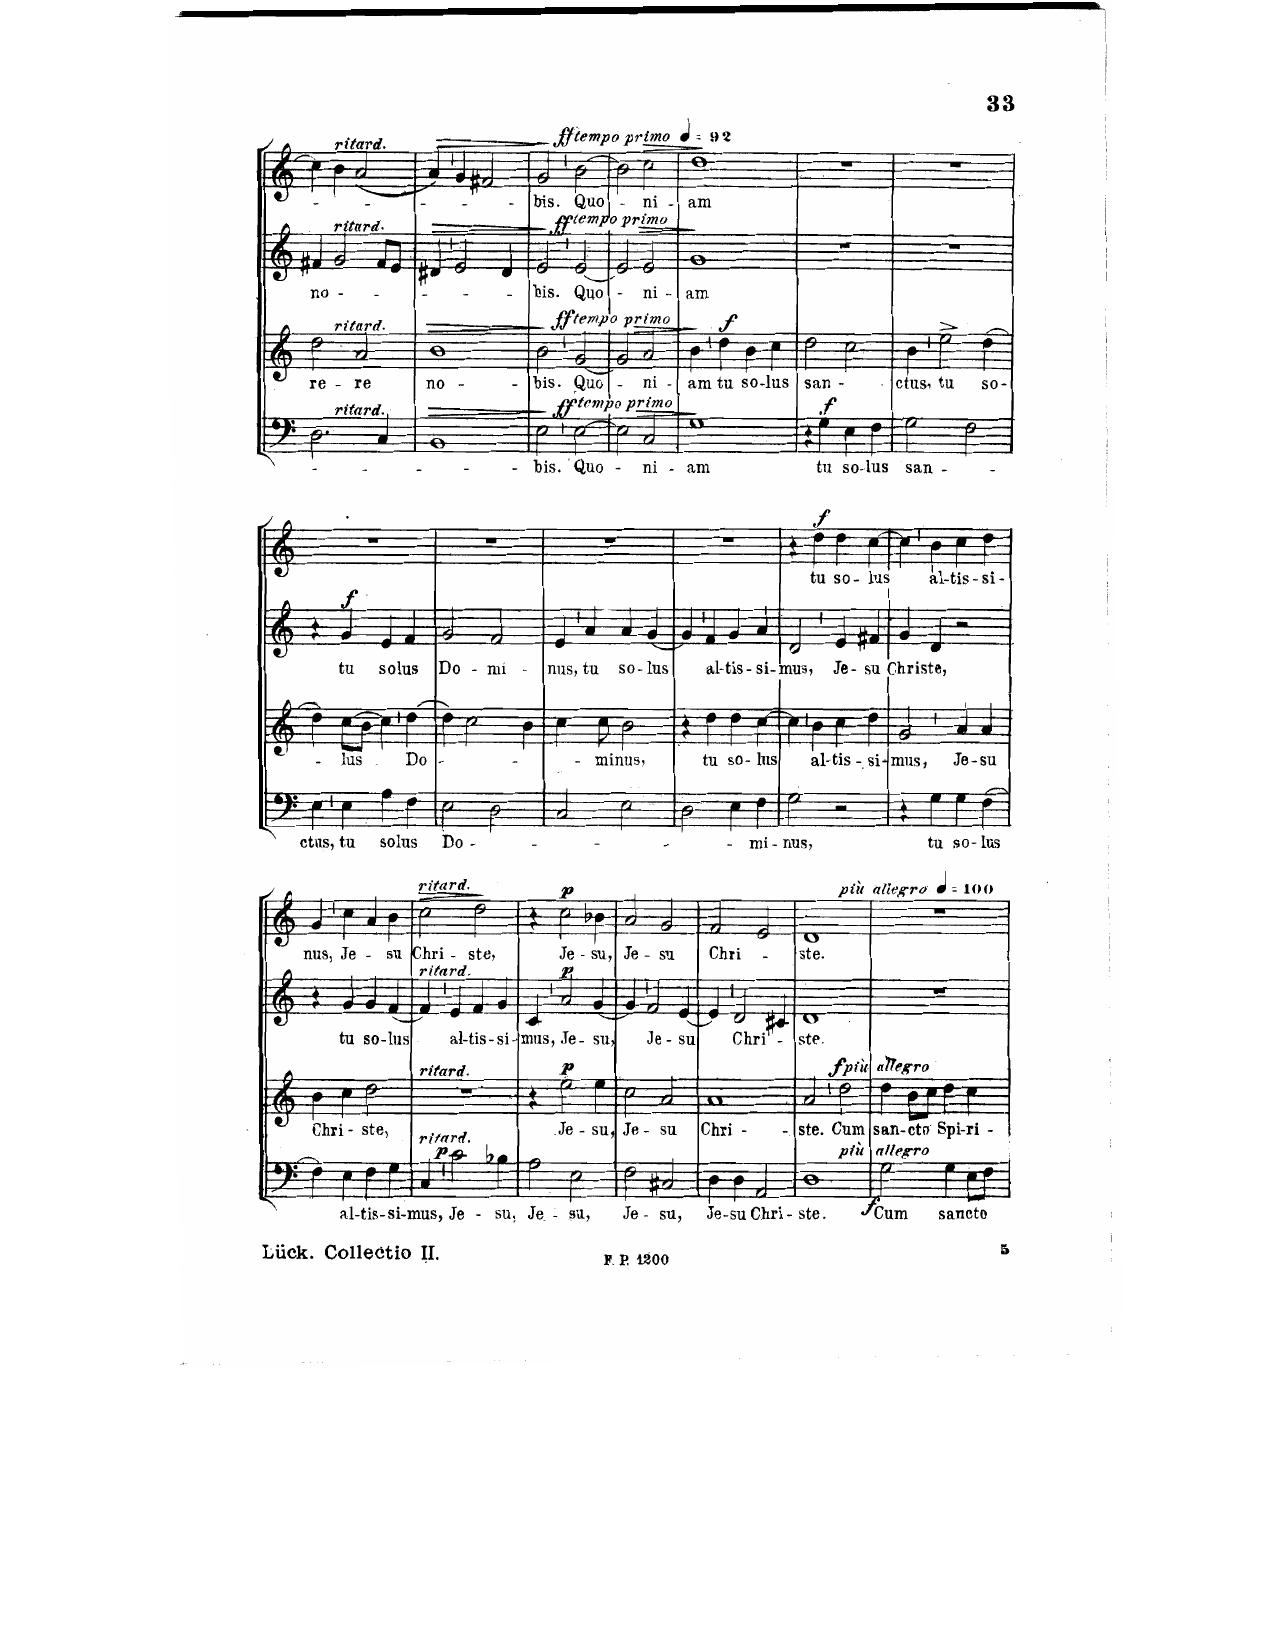 33
ritard. ff tempo primo = 92
- - - - - bis. Quo - ni - am
ritard. ff tempo primo
no - - - - - bis. Quo - ni - am
ritard. ff tempo primo f
re - re no - - bis. Quo - ni - am tu so-lus san - ctus, tu so-
ritard. ff tempo primo f
- - - - - bis. Quo - ni - am tu so-lus san - -
f
tu so - lus al-tis-si-
f
tu solus Do - mi - nus, tu so-lus al-tis-si-mus, Je-su Christe,
- lus Do - - - minus, tu so-lus al-tis-si-mus, Je-su
ctus, tu solus Do - - - - - mi-nus, tu so-lus
ritard. p più allegro = 100
nus, Je - su Chri - ste, Je - su, Je - su Chri - ste.
ritard. p
tu so-lus al-tis-si-mus, Je - su, Je - su Chri - ste.
ritard. p f più allegro
Chri - ste, Je - su, Je - su Chri - - ste. Cum san-cto Spi-ri-
ritard. p più allegro
al-tis-si-mus, Je - su, Je - su, Je - su, Je-su Chri-ste. f Cum sancto
Lück. Collectio II. F. P. 1200 5